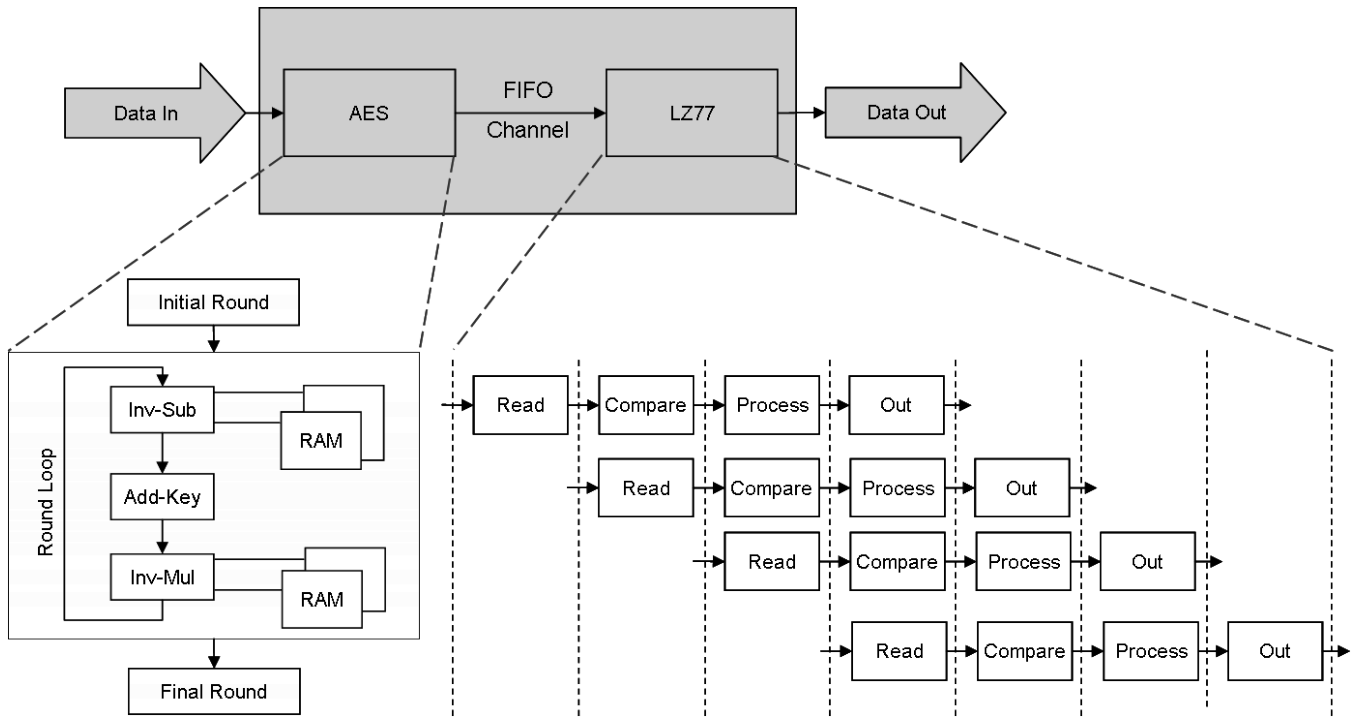 Data In
AES
FIFO
Channel
LZ77
Data Out
Initial Round
Round Loop
Inv-Sub
RAM
Add-Key
Inv-Mul
RAM
Final Round
Read
Compare
Process
Out
Read
Compare
Process
Out
Read
Compare
Process
Out
Read
Compare
Process
Out